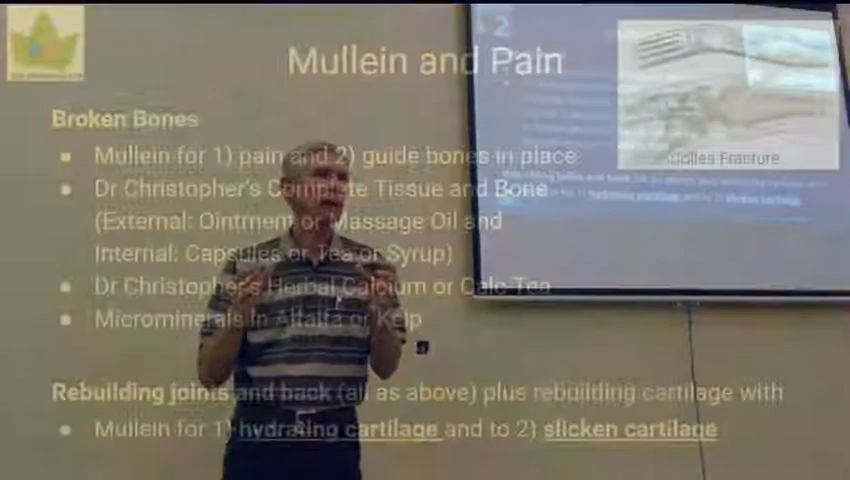 Mullein and Pain
Broken Bones
● Mullein for 1) pain and 2) guide bones in place
● Dr Christopher's Complete Tissue and Bone
(External: Ointment or Massage Oil and
Internal: Capsules or Tea or Syrup)
● Dr Christopher's Herbal Calcium or Calc-Tea
● Microminerals in Alfalfa or Kelp
Colles Fracture
Rebuilding joints and back (all as above) plus rebuilding cartilage with
● Mullein for 1) hydrating cartilage and to 2) slicken cartilage
2